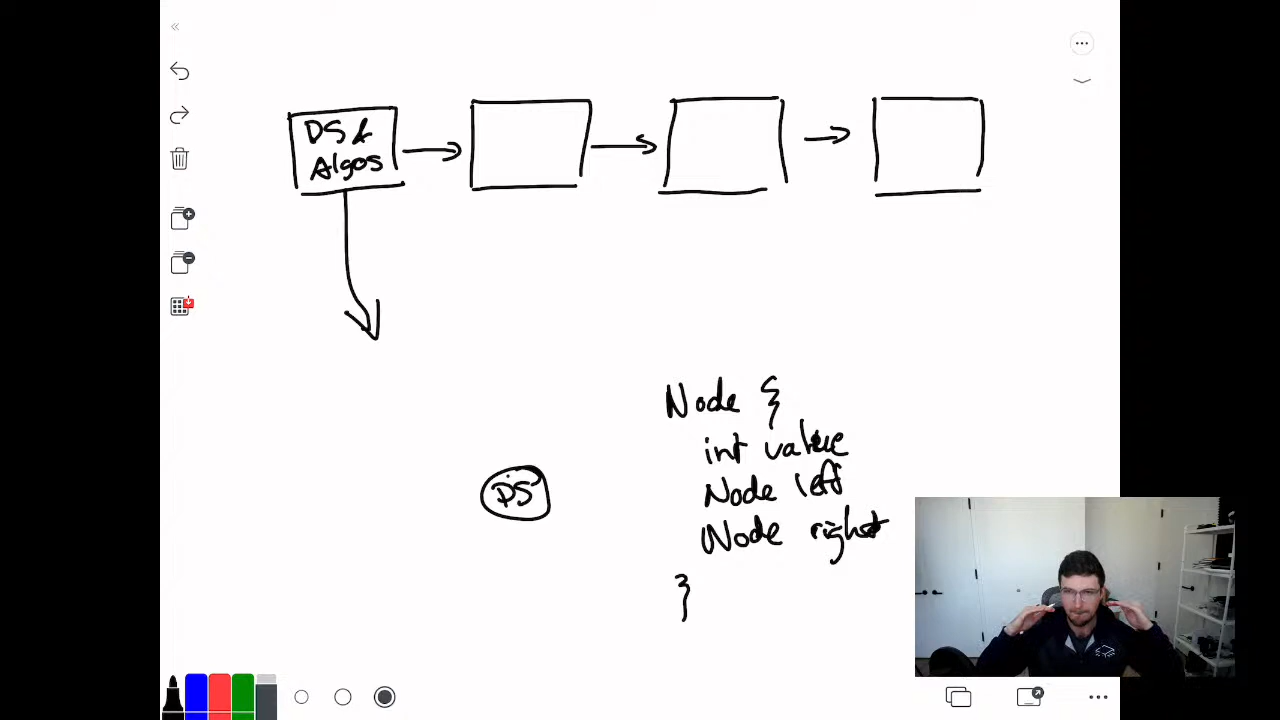 DS &
Algos
Node {
int value
Node left
DS
Node right
}